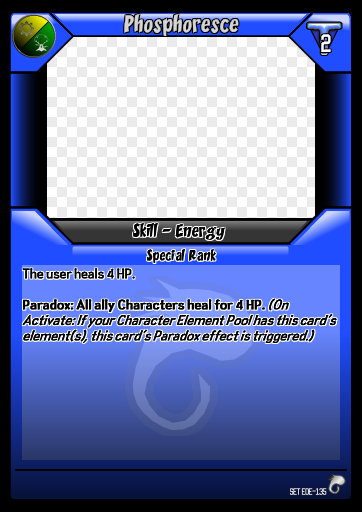 Phosphoresce
2
Skill - Energy
Special Rank
The user heals 4 HP.
Paradox: All ally Characters heal for 4 HP. (On
Activate: If your Character Element Pool has this card's
element(s), this card's Paradox effect is triggered.)
SET EDE-135